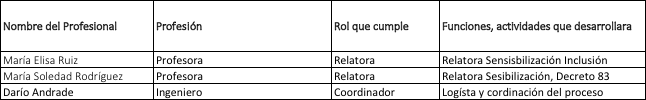 Nombre del Profesional Profesión Rol que cumple Funciones, actividades que desarrollara
María Elisa Ruiz Profesora Relatora Relatora Sensisbilización Inclusión
María Soledad Rodríguez Profesora Relatora Relatora Sesibilización, Decreto 83
Darío Andrade Ingeniero Coordinador Logísta y cordinación del proceso